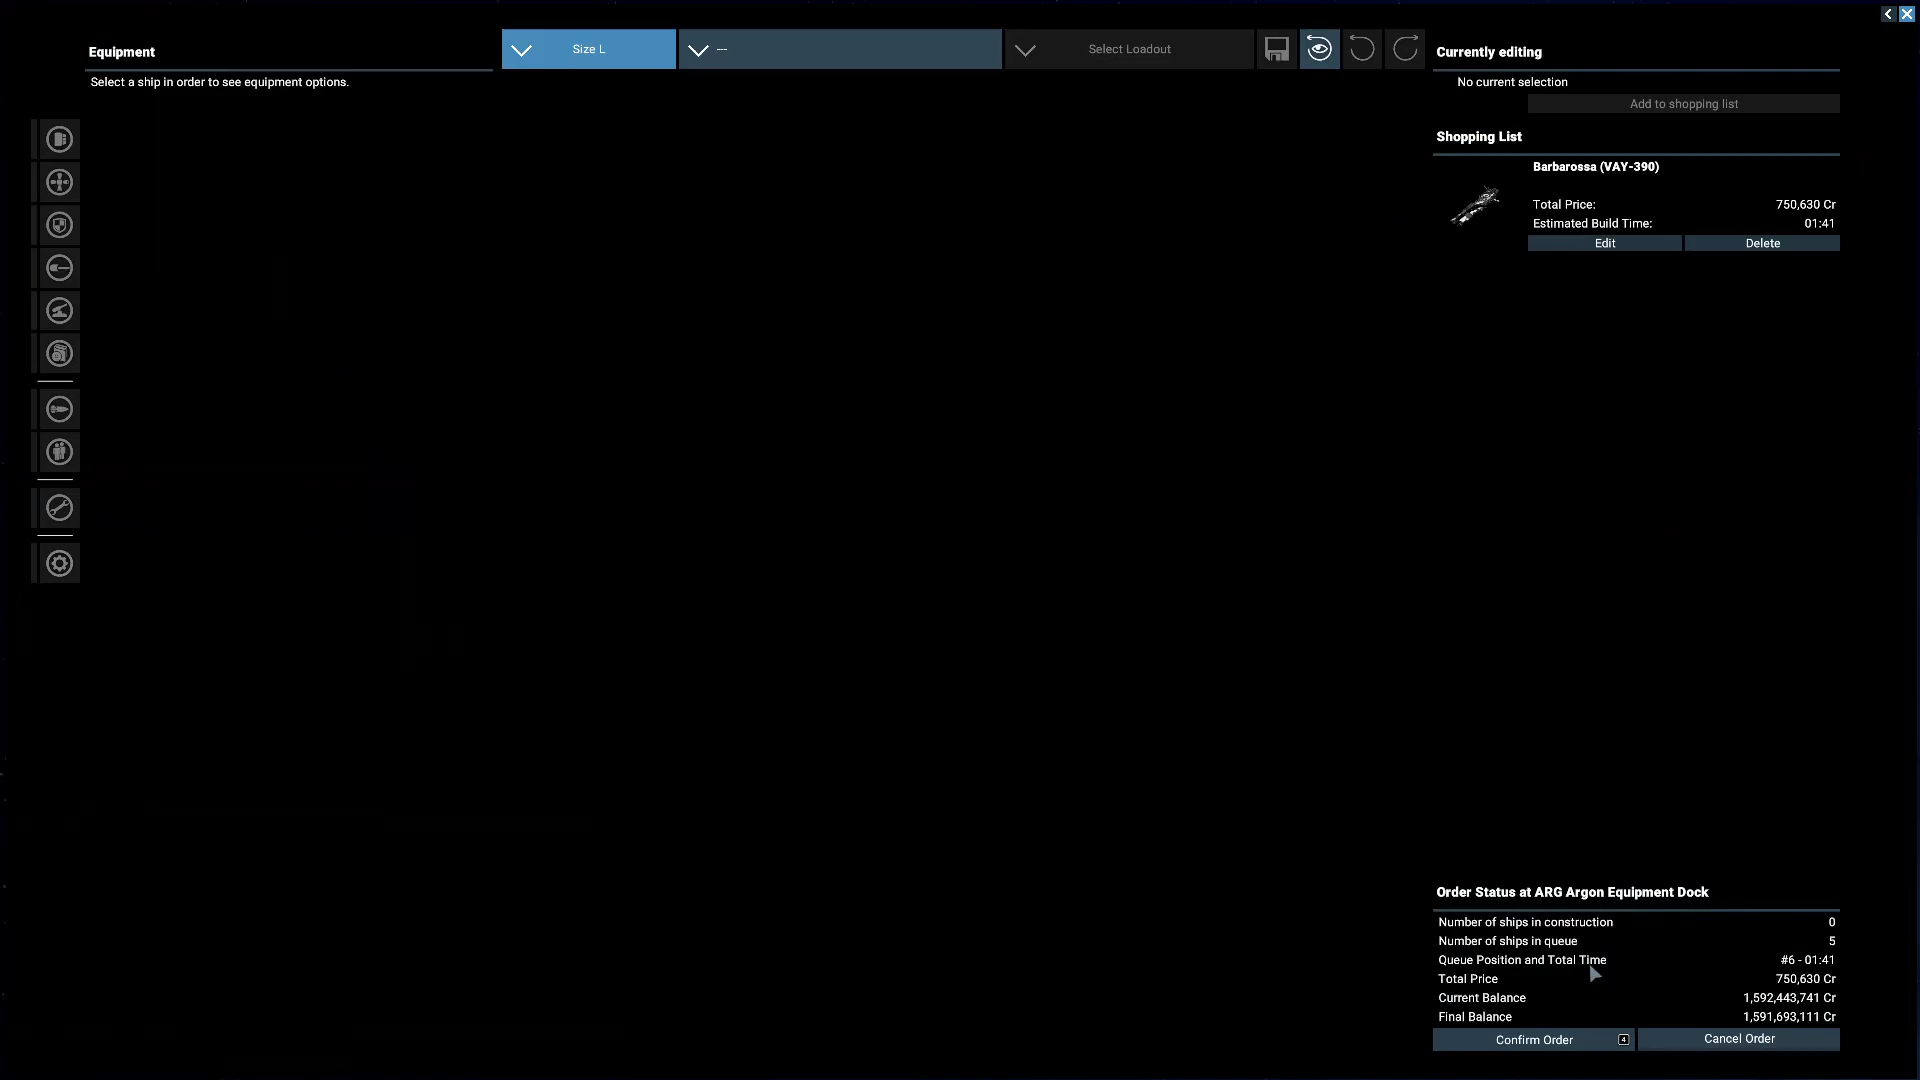 Equipment
Select a ship in order to see equipment options.
Size L
---
Select Loadout
Currently editing
No current selection
Add to shopping list
Shopping List
Barbarossa (VAY-390)
Total Price: 750,630 Cr
Estimated Build Time: 01:41
Edit Delete
Order Status at ARG Argon Equipment Dock
Number of ships in construction 0
Number of ships in queue 5
Queue Position and Total Time #6 - 01:41
Total Price 750,630 Cr
Current Balance 1,592,443,741 Cr
Final Balance 1,591,693,111 Cr
Confirm Order 4 Cancel Order